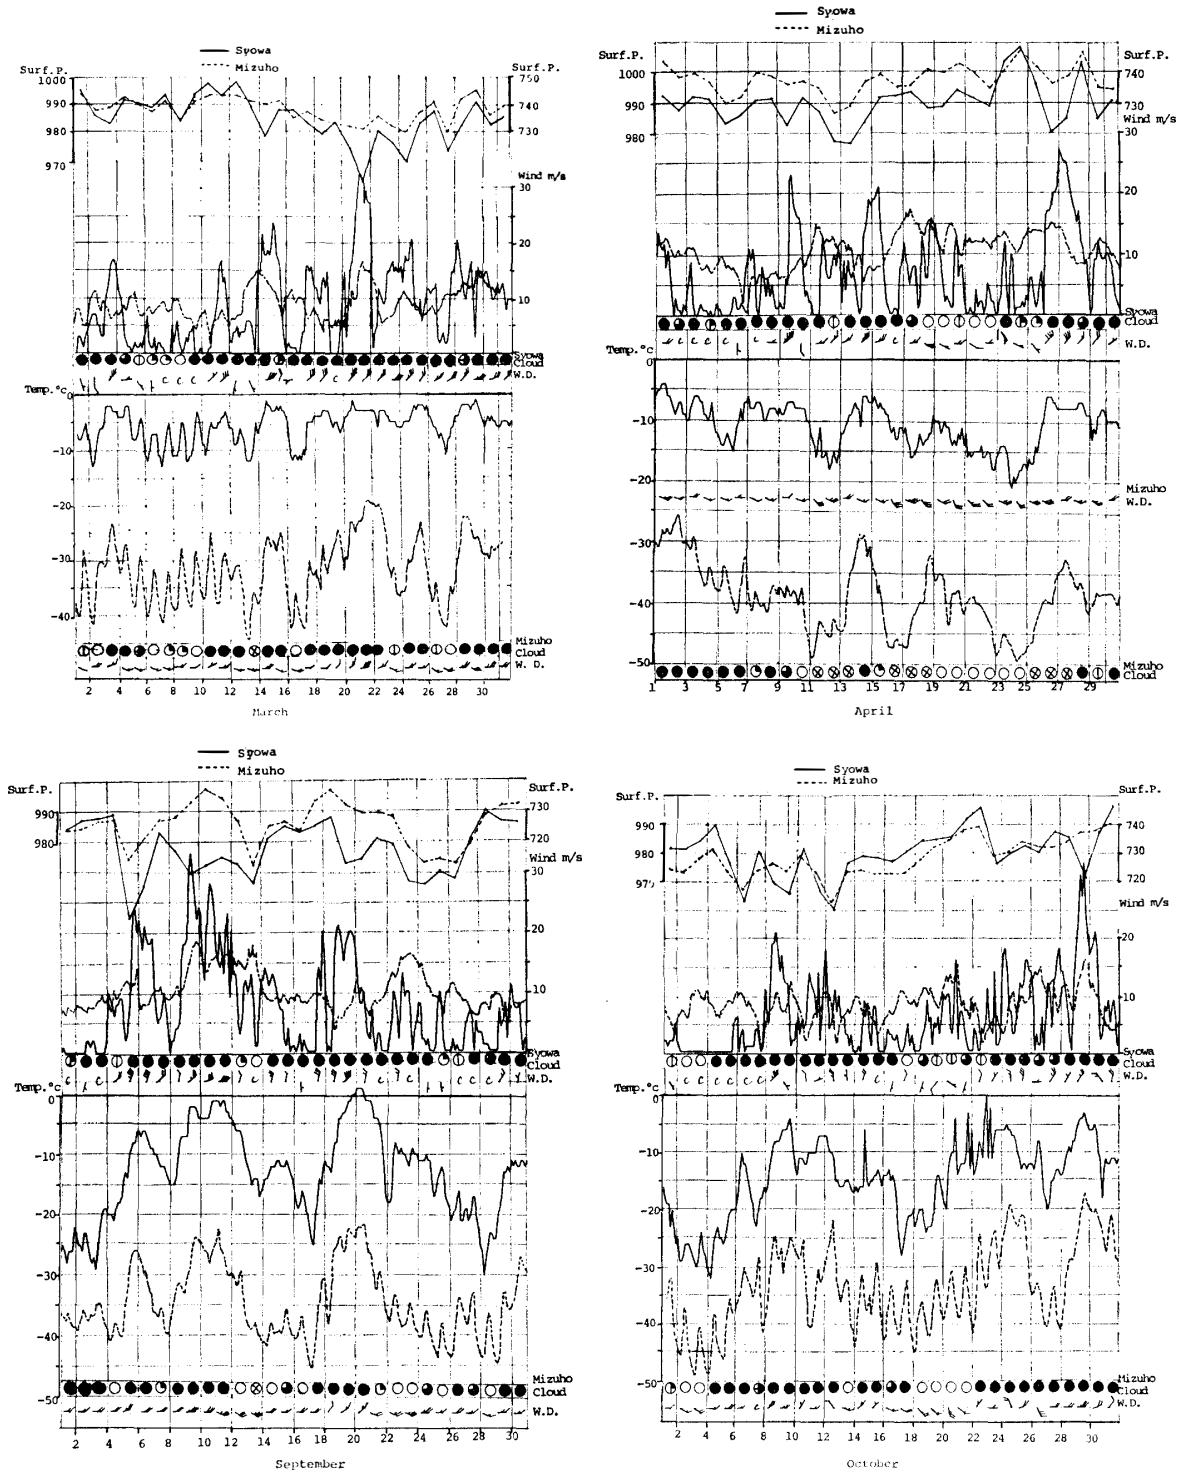 Syowa
Mizuho
Surf.P.
1000
990
980
970
Surf.P.
750
740
730
Wind m/s
30
20
10
Syowa
Cloud
W.D.
Temp.°c
0
-10
-20
-30
-40
Mizuho
Cloud
W. D.
2 4 6 8 10 12 14 16 18 20 22 24 26 28 30
March
Syowa
Mizuho
Surf.P.
1000
990
980
Surf.P.
740
730
Wind m/s
30
20
10
Syowa
Cloud
W.D.
Temp.°c
0
-10
-20
Mizuho
W.D.
-30
-40
-50
Mizuho
Cloud
1 3 5 7 9 11 13 15 17 19 21 23 25 27 29
April
Syowa
Mizuho
Surf.P.
990
980
Surf.P.
730
720
Wind m/s
30
20
10
Syowa
Cloud
W.D.
Temp.°c
0
-10
-20
-30
-40
-50
Mizuho
Cloud
W.D.
2 4 6 8 10 12 14 16 18 20 22 24 26 28 30
September
Syowa
Mizuho
Surf.P.
990
980
Surf.P.
740
730
720
Wind m/s
20
10
Syowa
Cloud
W.D.
Temp.°c
0
-10
-20
-30
-40
-50
Mizuho
Cloud
W.D.
2 4 6 8 10 12 14 16 18 20 22 24 26 28 30
October